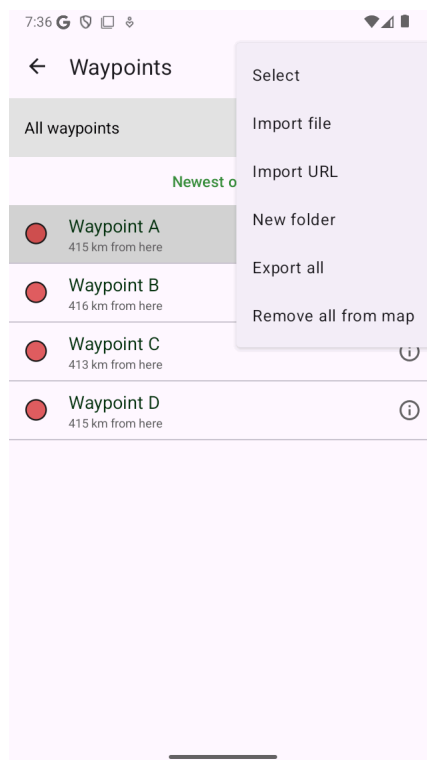 7:36
Waypoints
Select
Import file
Import URL
New folder
Export all
Remove all from map
All waypoints
Newest o
Waypoint A
415 km from here
Waypoint B
416 km from here
Waypoint C
413 km from here
Waypoint D
415 km from here